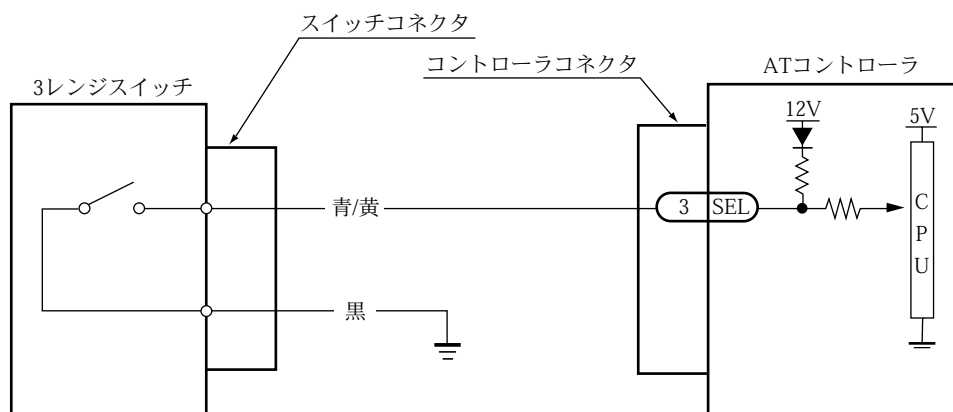 スイッチコネクタ
コントローラコネクタ
ATコントローラ
3レンジスイッチ
12V
5V
青/黄
3 SEL
CPU
黒